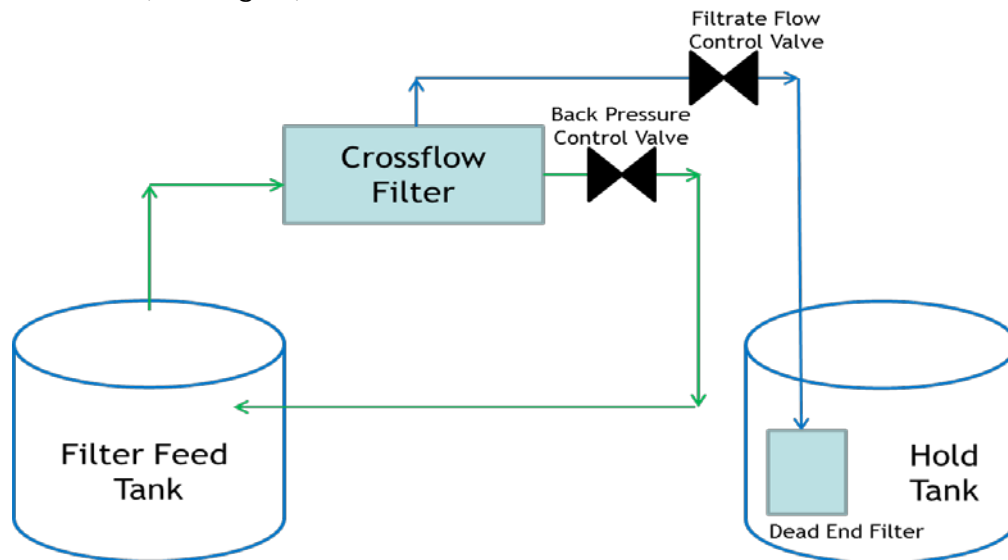 Filtrate Flow
Control Valve
Back Pressure
Control Valve
Crossflow
Filter
Filter Feed
Tank
Hold
Tank
Dead End Filter